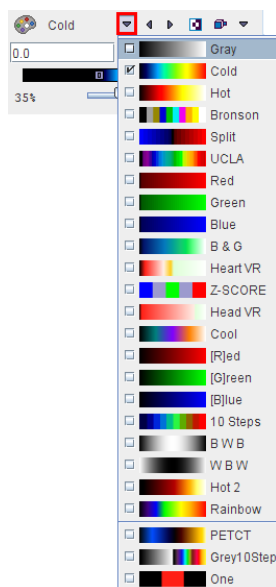 Cold
0.0
35%
Gray
Cold
Hot
Bronson
Split
UCLA
Red
Green
Blue
B & G
Heart VR
Z-SCORE
Head VR
Cool
[R]ed
[G]reen
[B]lue
10 Steps
B W B
W B W
Hot 2
Rainbow
PETCT
Grey10Step
One